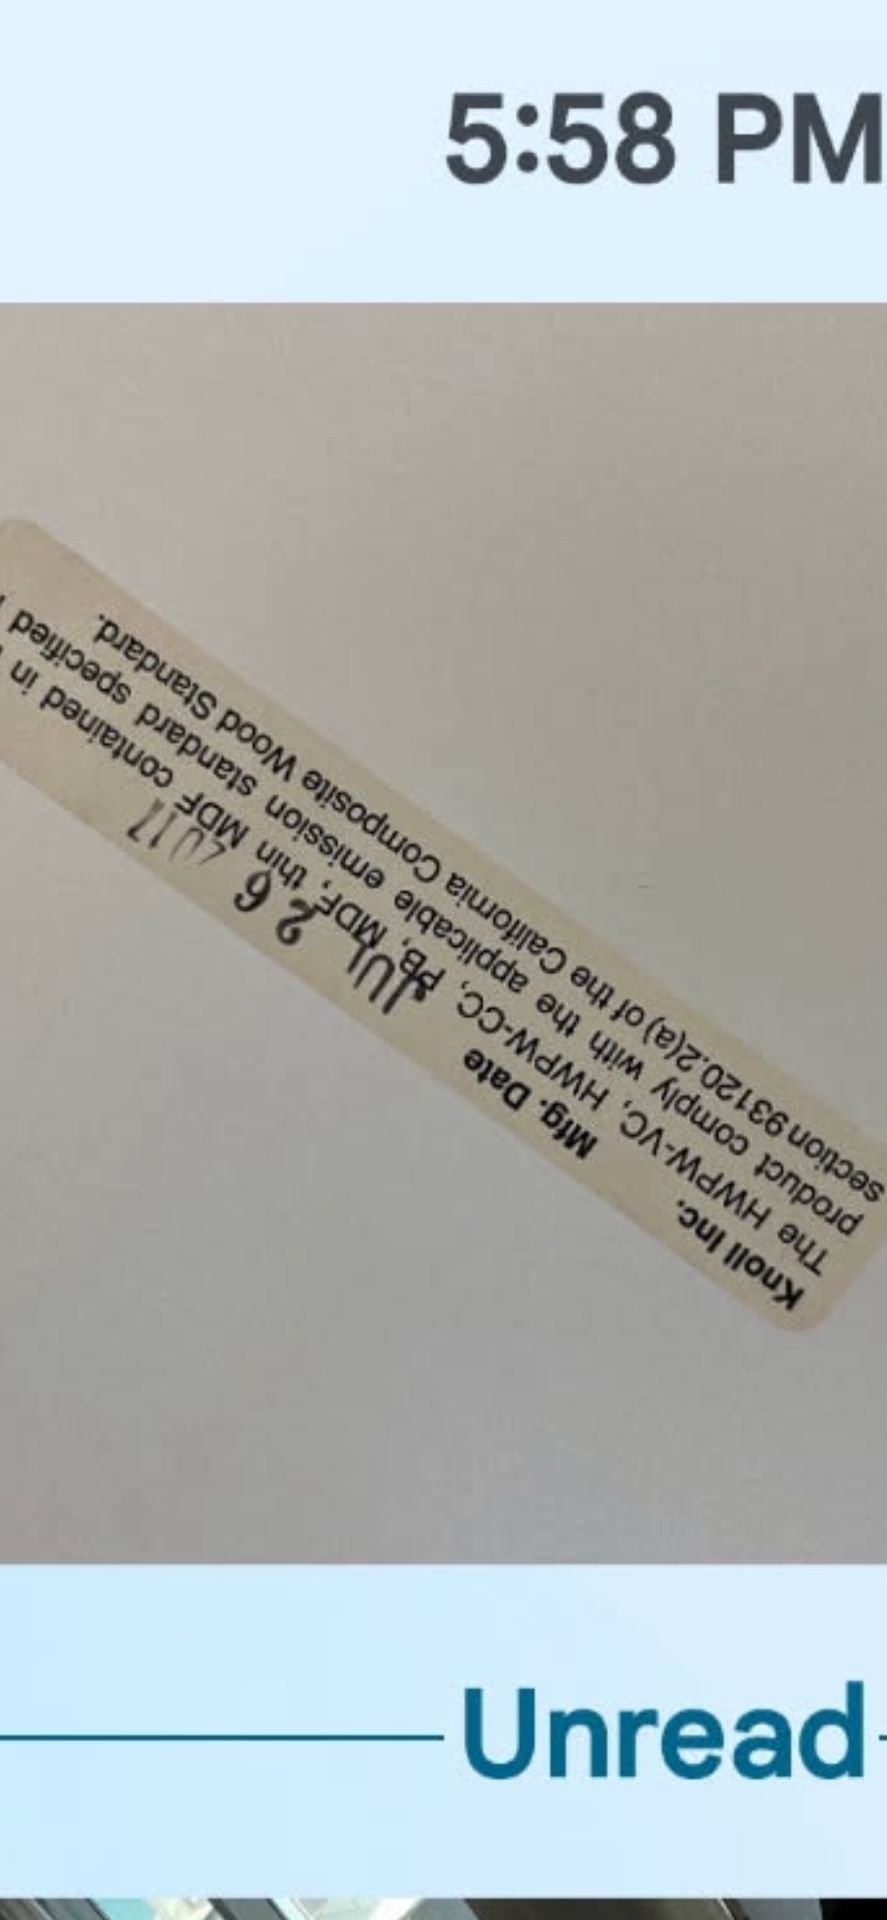 5:58 PM
Knoll Inc.
Mfg. Date JUL 26 2017
The HWPW-VC, HWPW-CC, PB, MDF, thin MDF contained in
product comply with the applicable emission standard specified
section 93120.2(a) of the California Composite Wood Standard.
Unread